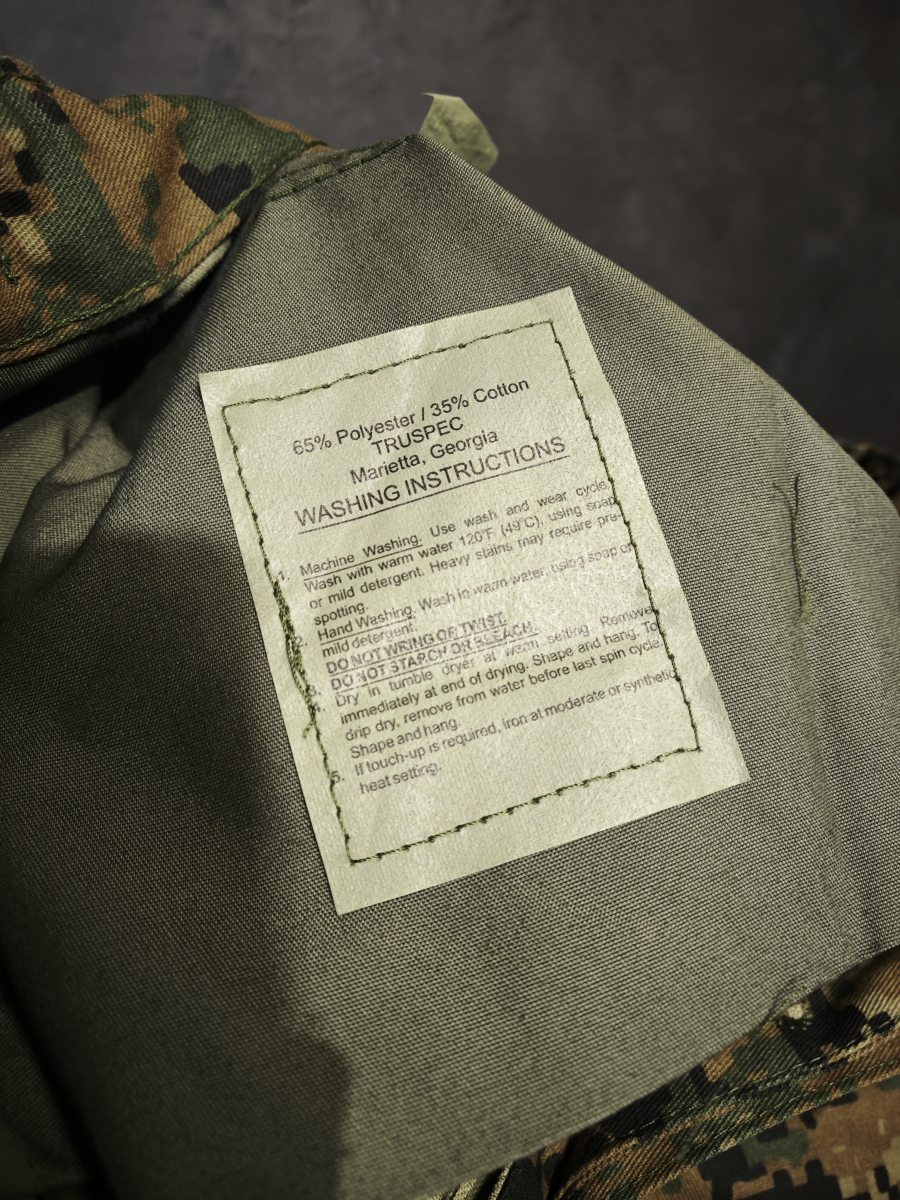 65% Polyester / 35% Cotton
TRUSPEC
Marietta, Georgia
WASHING INSTRUCTIONS
1. Machine Washing. Use wash and wear cycle.
Wash with warm water 120°F (49°C), using soap
or mild detergent. Heavy stains may require pre-
spotting.
2. Hand Washing. Wash in warm water, using soap or
mild detergent.
DO NOT WRING OR TWIST.
3. DO NOT STARCH OR BLEACH.
4. Dry in tumble dryer at warm setting. Remove
immediately at end of drying. Shape and hang. To
drip dry, remove from water before last spin cycle.
Shape and hang.
5. If touch-up is required, Iron at moderate or synthetic
heat setting.